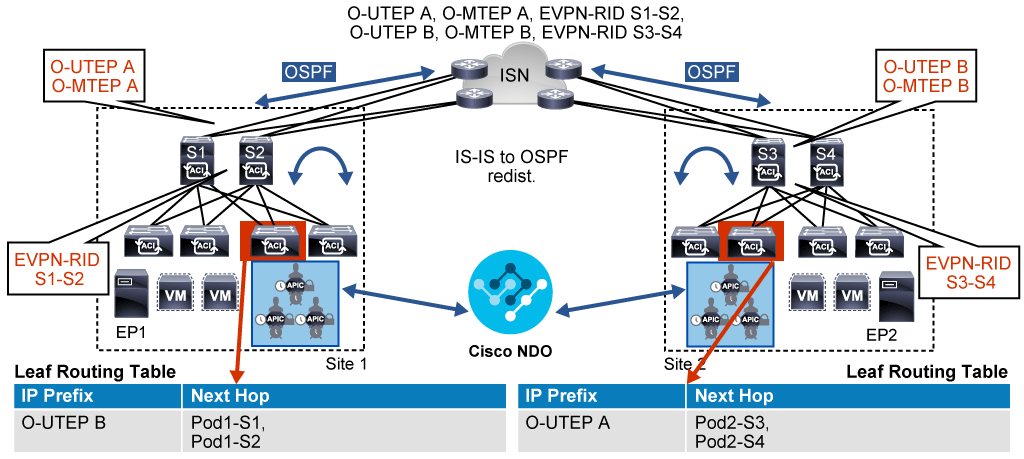 O-UTEP A, O-MTEP A, EVPN-RID S1-S2,
O-UTEP B, O-MTEP B, EVPN-RID S3-S4
O-UTEP A
O-MTEP A
OSPF
ISN
OSPF
O-UTEP B
O-MTEP B
S1
S2
S3
S4
ACI
ACI
ACI
ACI
IS-IS to OSPF
redist.
ACI
ACI
ACI
ACI
ACI
ACI
ACI
ACI
EVPN-RID
S1-S2
EVPN-RID
S3-S4
VM
VM
APIC
APIC
APIC
APIC
APIC
APIC
VM
VM
EP1
EP2
Cisco NDO
Site 1
Site 2
Leaf Routing Table
IP Prefix
Next Hop
O-UTEP B
Pod1-S1,
Pod1-S2
Leaf Routing Table
IP Prefix
Next Hop
O-UTEP A
Pod2-S3,
Pod2-S4